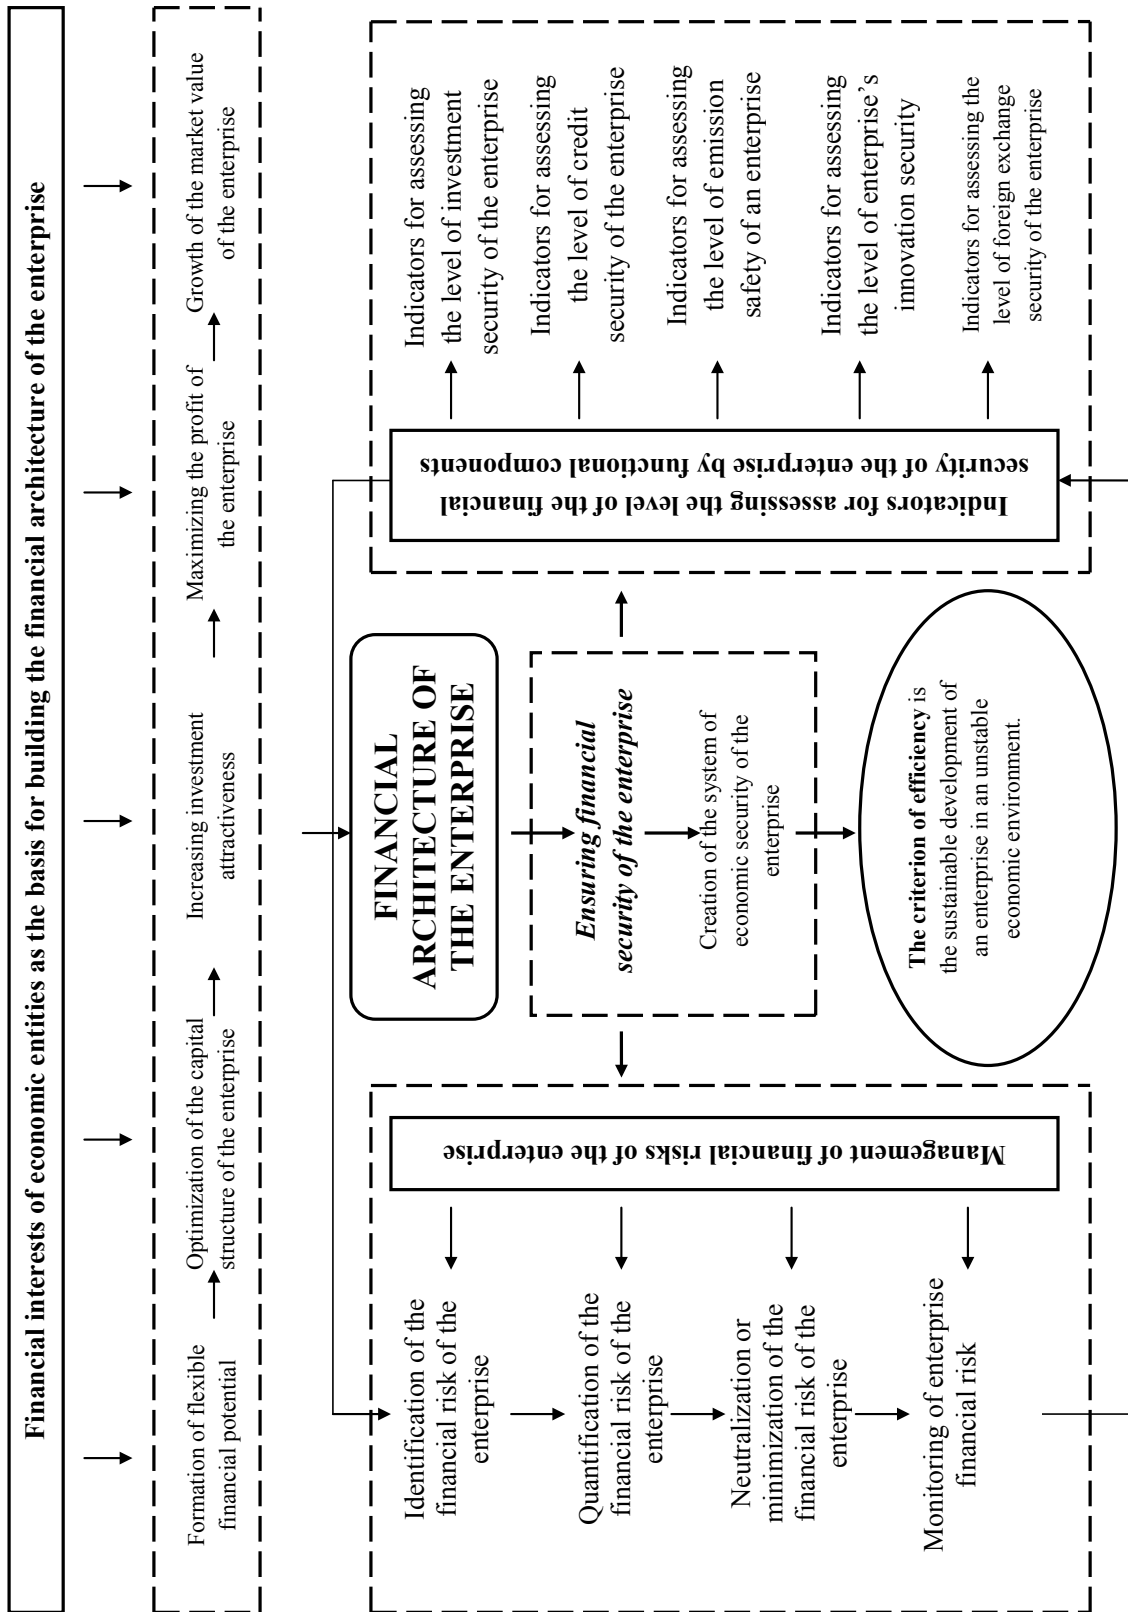 Financial interests of economic entities as the basis for building the financial architecture of the enterprise
Formation of flexible
financial potential
Optimization of the capital
structure of the enterprise
Increasing investment
attractiveness
Maximizing the profit of
the enterprise
Growth of the market value
of the enterprise
FINANCIAL
ARCHITECTURE OF
THE ENTERPRISE
Identification of the
financial risk of the
enterprise
Quantification of the
financial risk of the
enterprise
Neutralization or
minimization of the
financial risk of the
enterprise
Monitoring of enterprise
financial risk
Management of financial risks of the enterprise
Ensuring financial
security of the enterprise
Creation of the system of
economic security of the
enterprise
The criterion of efficiency is
the sustainable development of
an enterprise in an unstable
economic environment.
Indicators for assessing the level of the financial
security of the enterprise by functional components
Indicators for assessing
the level of investment
security of the enterprise
Indicators for assessing
the level of credit
security of the enterprise
Indicators for assessing
the level of emission
safety of an enterprise
Indicators for assessing
the level of enterprise’s
innovation security
Indicators for assessing the
level of foreign exchange
security of the enterprise